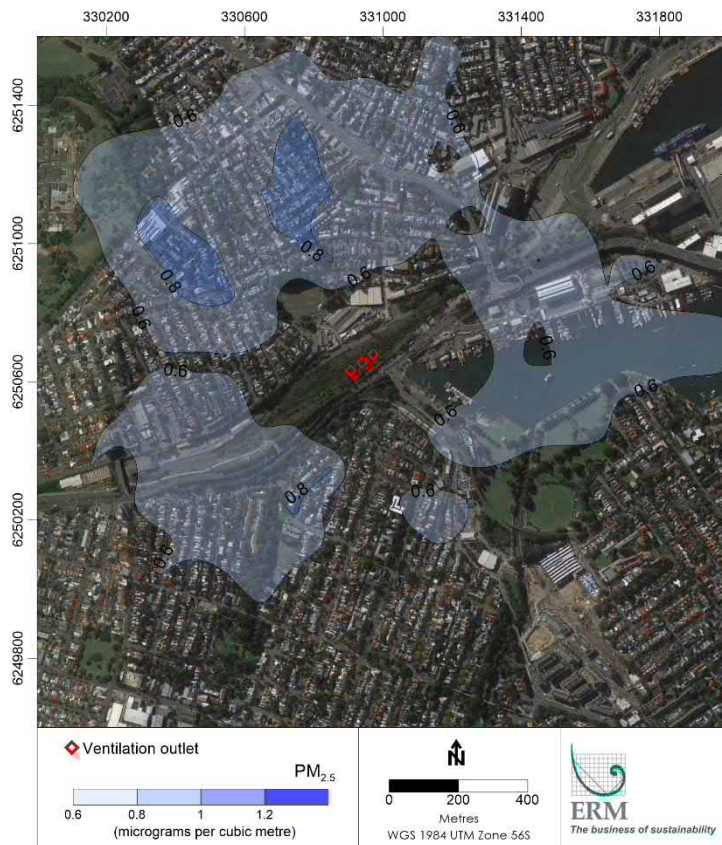 330200 330600 331000 331400 331800
6251400
6251000
6250600
6250200
6249800
0.6
0.6
0.8
0.8
0.6
0.6
0.6
0.6
0.6
0.6
0.6
0.6
0.8
0.6
0.6
Ventilation outlet
PM2.5
0.6 0.8 1 1.2
(micrograms per cubic metre)
N
0 200 400
Metres
WGS 1984 UTM Zone 56S
ERM
The business of sustainability